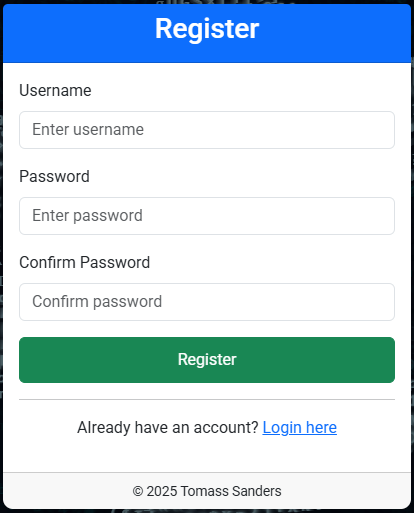 Register
Username
Enter username
Password
Enter password
Confirm Password
Confirm password
Register
Already have an account? Login here
© 2025 Tomass Sanders